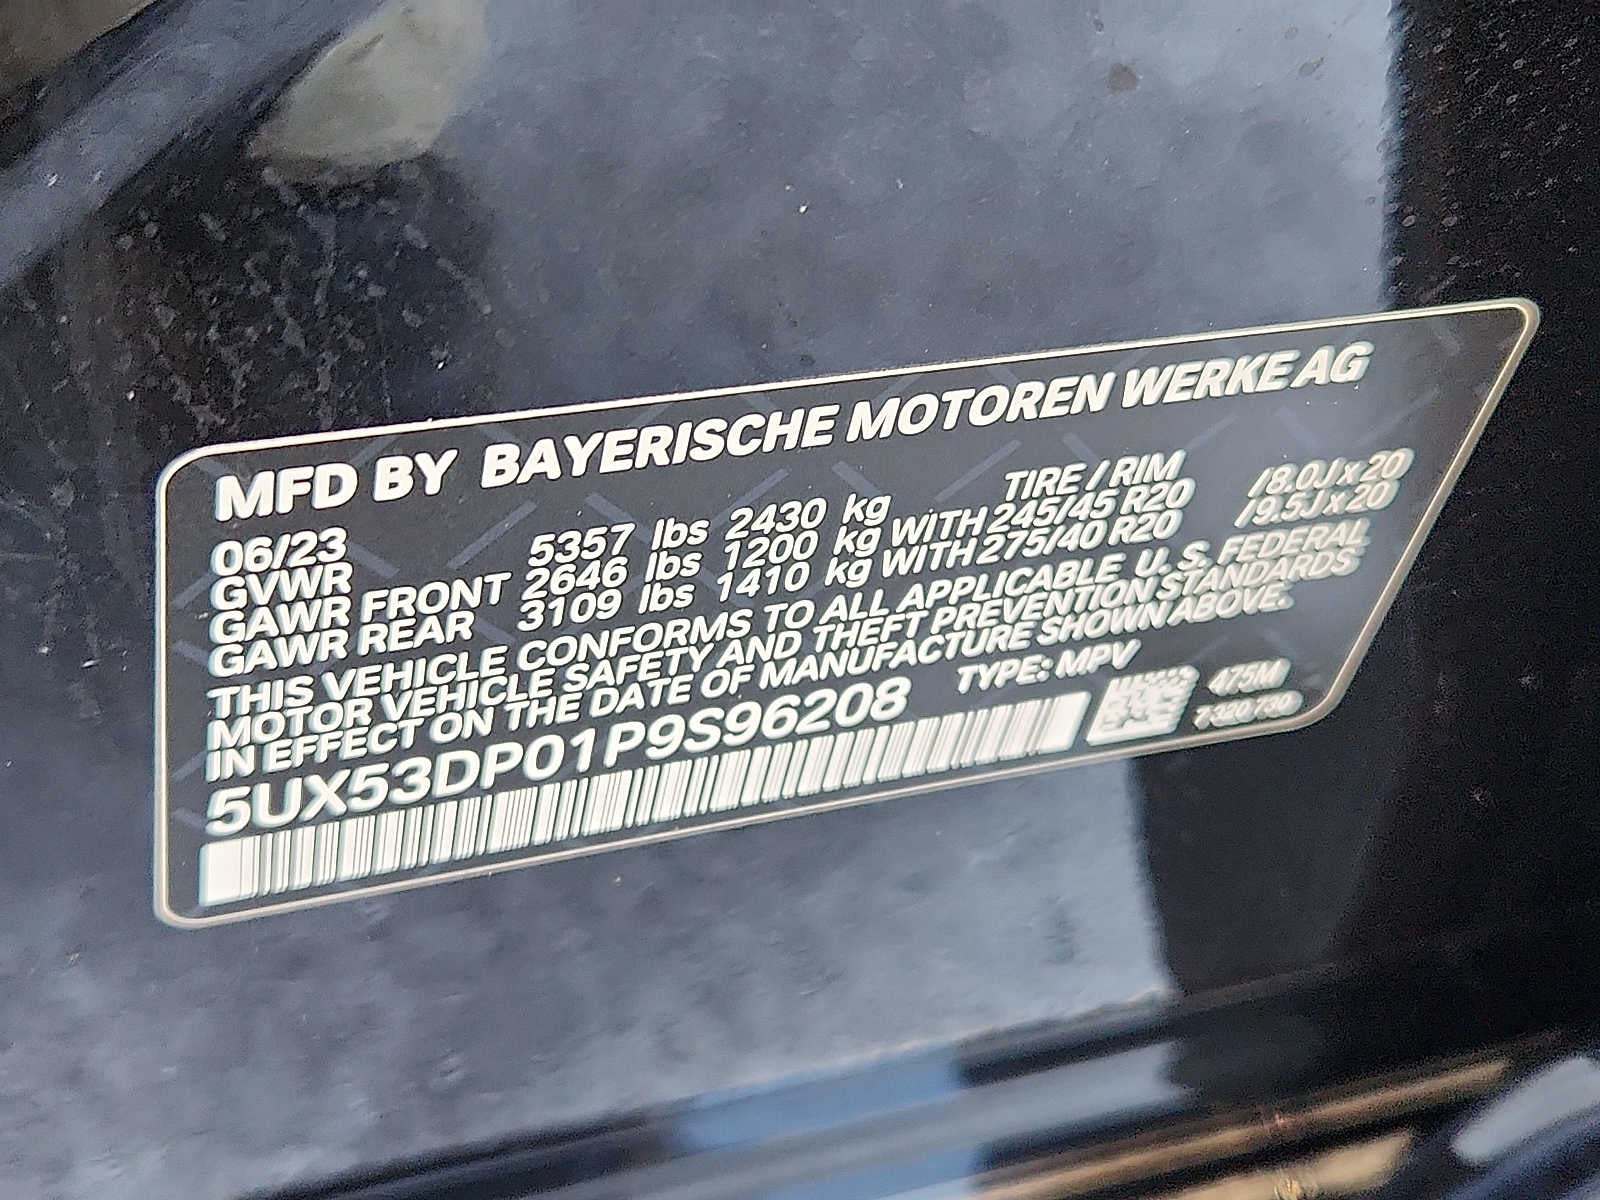 MFD BY BAYERISCHE MOTOREN WERKE AG
06/23 TIRE / RIM
GVWR 5357 lbs 2430 kg
GAWR FRONT 2646 lbs 1200 kg WITH 245/45 R20 /8.0J x 20
GAWR REAR 3109 lbs 1410 kg WITH 275/40 R20 /9.5J x 20
THIS VEHICLE CONFORMS TO ALL APPLICABLE U.S. FEDERAL
MOTOR VEHICLE SAFETY AND THEFT PREVENTION STANDARDS
IN EFFECT ON THE DATE OF MANUFACTURE SHOWN ABOVE.
5UX53DP01P9S96208 TYPE: MPV
475M
7320 730